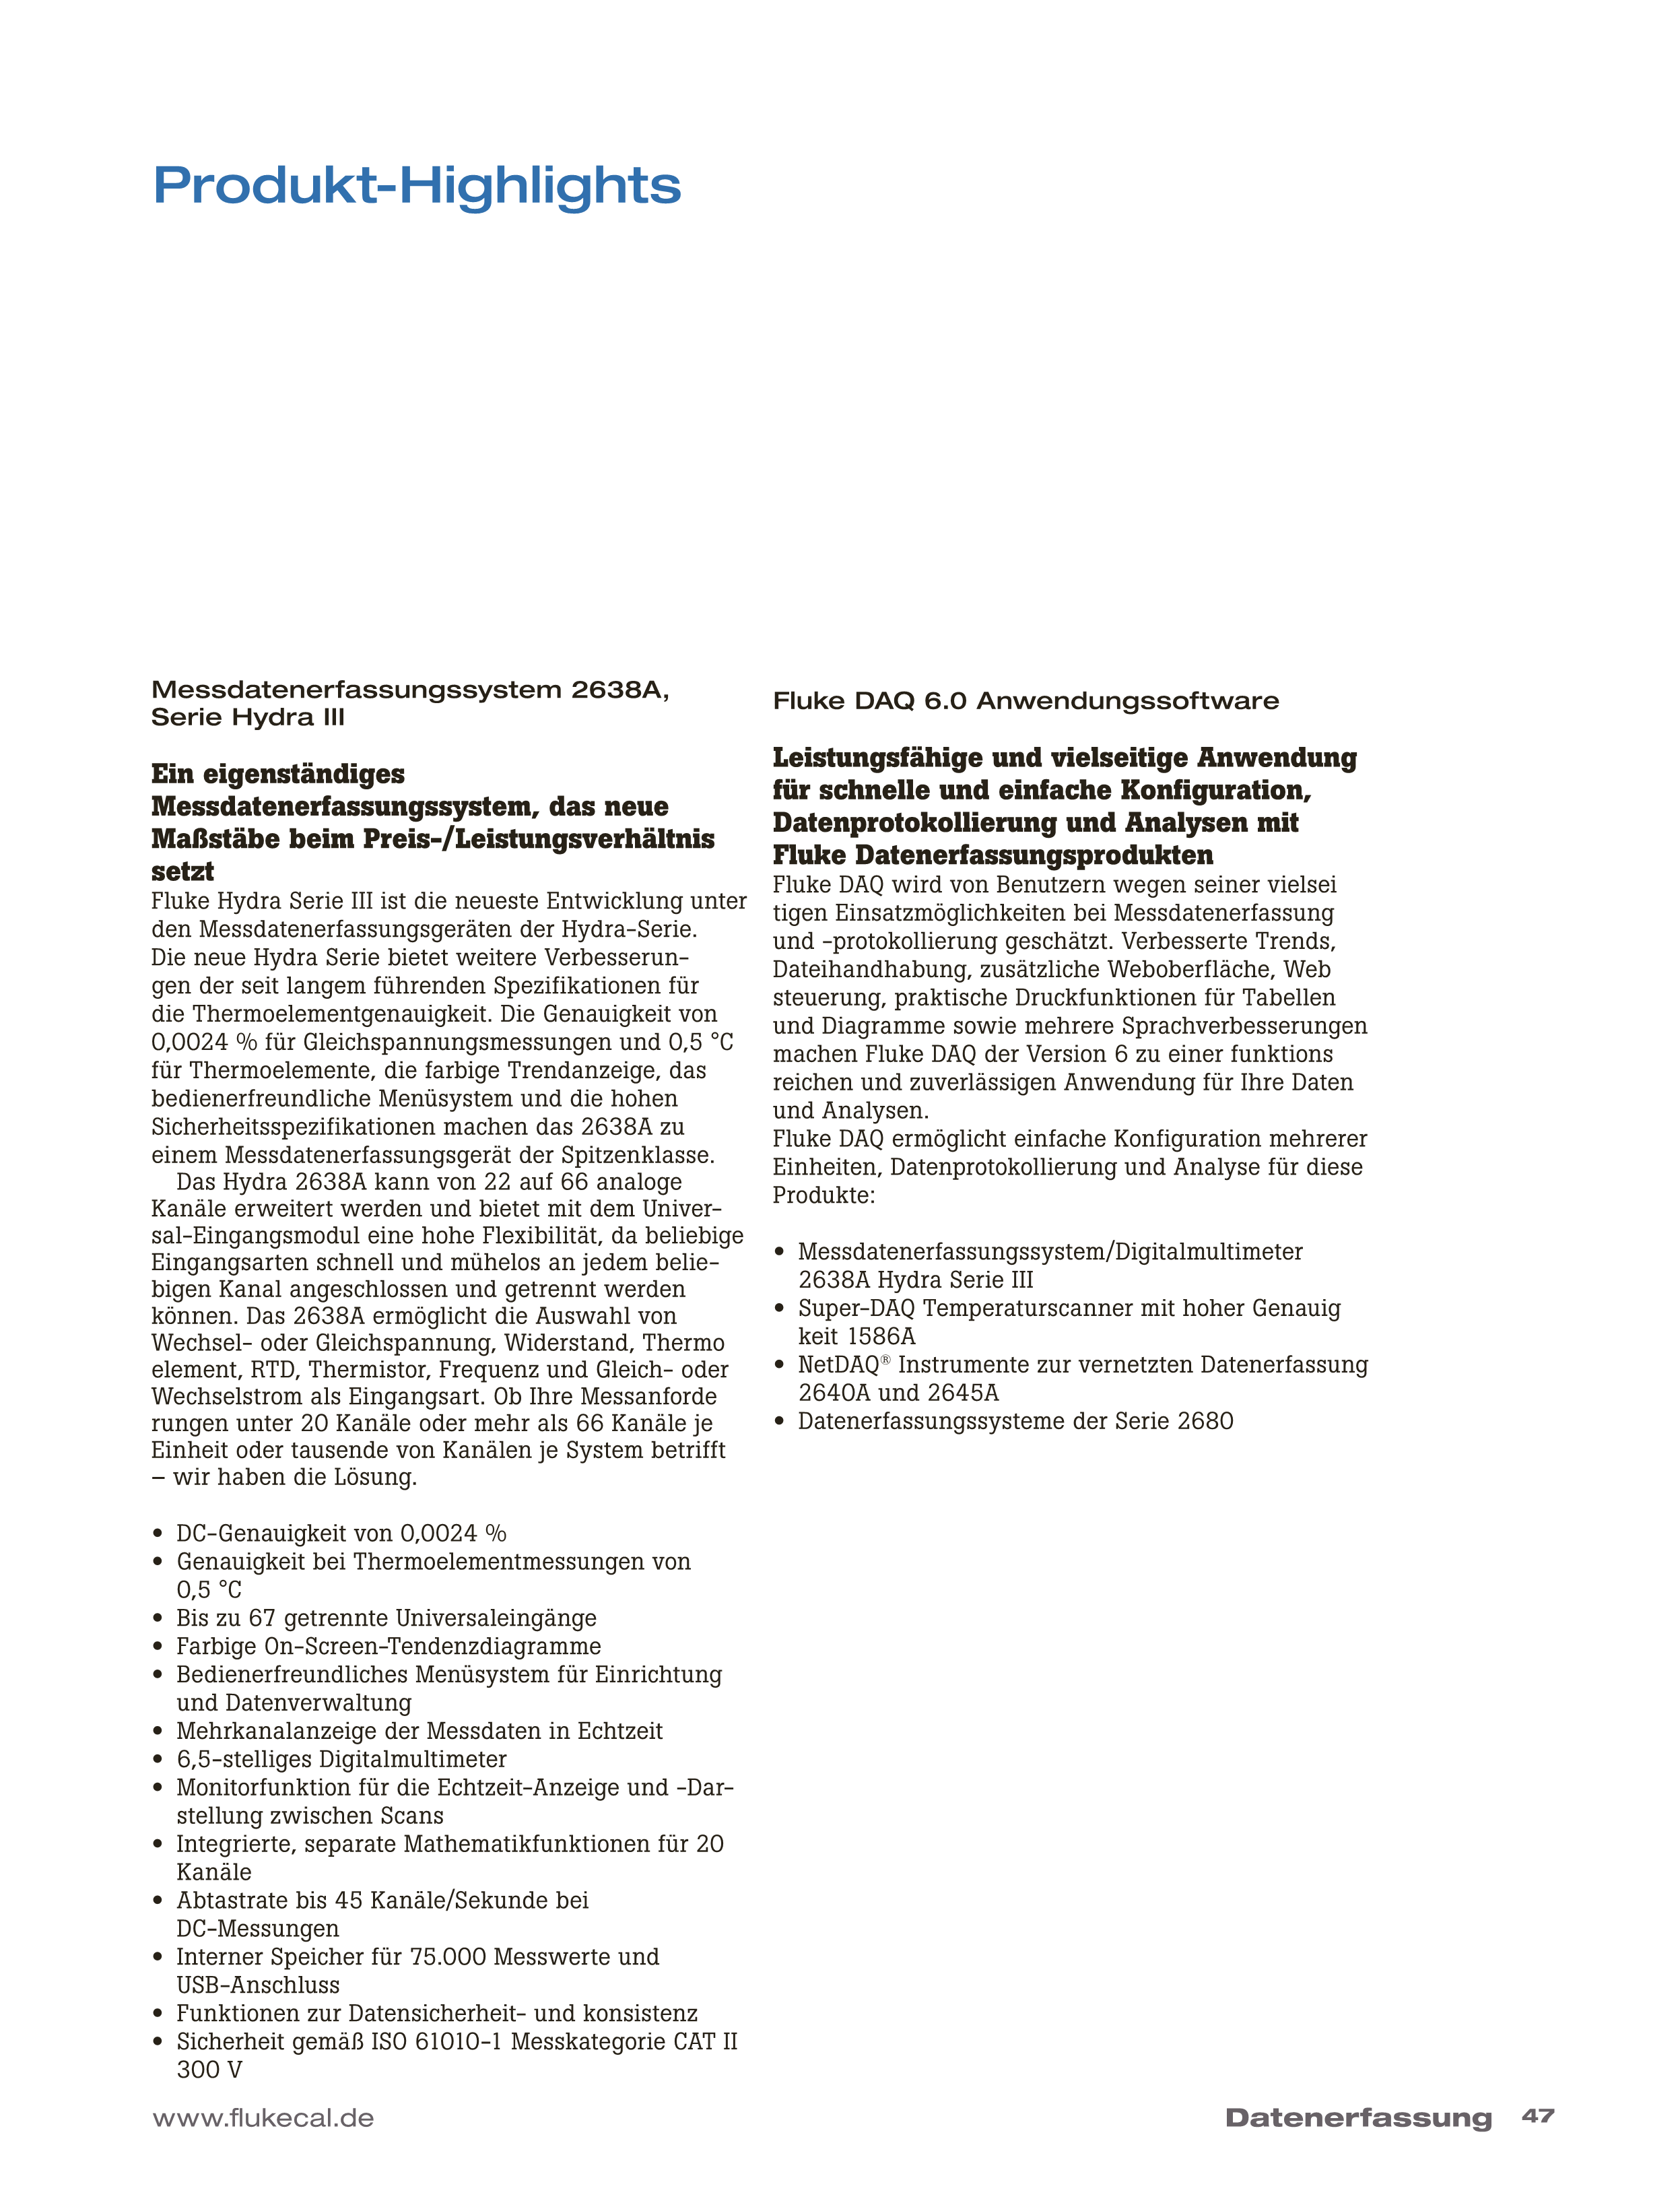 Produkt-Highlights
Messdatenerfassungssystem 2638A,
Serie Hydra III
Ein eigenständiges
Messdatenerfassungssystem, das neue
Maßstäbe beim Preis-/Leistungsverhältnis
setzt
Fluke Hydra Serie III ist die neueste Entwicklung unter
den Messdatenerfassungsgeräten der Hydra-Serie.
Die neue Hydra Serie bietet weitere Verbesserun-
gen der seit langem führenden Spezifikationen für
die Thermoelementgenauigkeit. Die Genauigkeit von
0,0024 % für Gleichspannungsmessungen und 0,5 °C
für Thermoelemente, die farbige Trendanzeige, das
bedienerfreundliche Menüsystem und die hohen
Sicherheitsspezifikationen machen das 2638A zu
einem Messdatenerfassungsgerät der Spitzenklasse.
Das Hydra 2638A kann von 22 auf 66 analoge
Kanäle erweitert werden und bietet mit dem Univer-
sal-Eingangsmodul eine hohe Flexibilität, da beliebige
Eingangsarten schnell und mühelos an jedem belie-
bigen Kanal angeschlossen und getrennt werden
können. Das 2638A ermöglicht die Auswahl von
Wechsel- oder Gleichspannung, Widerstand, Thermo
element, RTD, Thermistor, Frequenz und Gleich- oder
Wechselstrom als Eingangsart. Ob Ihre Messanforde
rungen unter 20 Kanäle oder mehr als 66 Kanäle je
Einheit oder tausende von Kanälen je System betrifft
– wir haben die Lösung.
• DC-Genauigkeit von 0,0024 %
• Genauigkeit bei Thermoelementmessungen von
0,5 °C
• Bis zu 67 getrennte Universaleingänge
• Farbige On-Screen-Tendenzdiagramme
• Bedienerfreundliches Menüsystem für Einrichtung
und Datenverwaltung
• Mehrkanalanzeige der Messdaten in Echtzeit
• 6,5-stelliges Digitalmultimeter
• Monitorfunktion für die Echtzeit-Anzeige und -Dar-
stellung zwischen Scans
• Integrierte, separate Mathematikfunktionen für 20
Kanäle
• Abtastrate bis 45 Kanäle/Sekunde bei
DC-Messungen
• Interner Speicher für 75.000 Messwerte und
USB-Anschluss
• Funktionen zur Datensicherheit- und konsistenz
• Sicherheit gemäß ISO 61010-1 Messkategorie CAT II
300 V
Fluke DAQ 6.0 Anwendungssoftware
Leistungsfähige und vielseitige Anwendung
für schnelle und einfache Konfiguration,
Datenprotokollierung und Analysen mit
Fluke Datenerfassungsprodukten
Fluke DAQ wird von Benutzern wegen seiner vielsei
tigen Einsatzmöglichkeiten bei Messdatenerfassung
und -protokollierung geschätzt. Verbesserte Trends,
Dateihandhabung, zusätzliche Weboberfläche, Web
steuerung, praktische Druckfunktionen für Tabellen
und Diagramme sowie mehrere Sprachverbesserungen
machen Fluke DAQ der Version 6 zu einer funktions
reichen und zuverlässigen Anwendung für Ihre Daten
und Analysen.
Fluke DAQ ermöglicht einfache Konfiguration mehrerer
Einheiten, Datenprotokollierung und Analyse für diese
Produkte:
• Messdatenerfassungssystem/Digitalmultimeter
2638A Hydra Serie III
• Super-DAQ Temperaturscanner mit hoher Genauig
keit 1586A
• NetDAQ® Instrumente zur vernetzten Datenerfassung
2640A und 2645A
• Datenerfassungssysteme der Serie 2680
www.flukecal.de
Datenerfassung 47